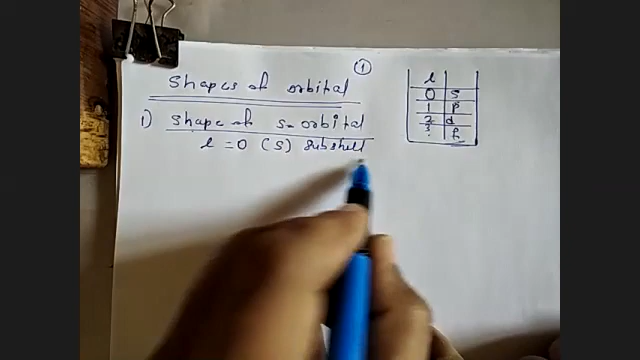 ①
Shapes of orbital
1) Shape of s-orbital
l = 0 (s) subshell
l
0 s
1 p
2 d
3 f